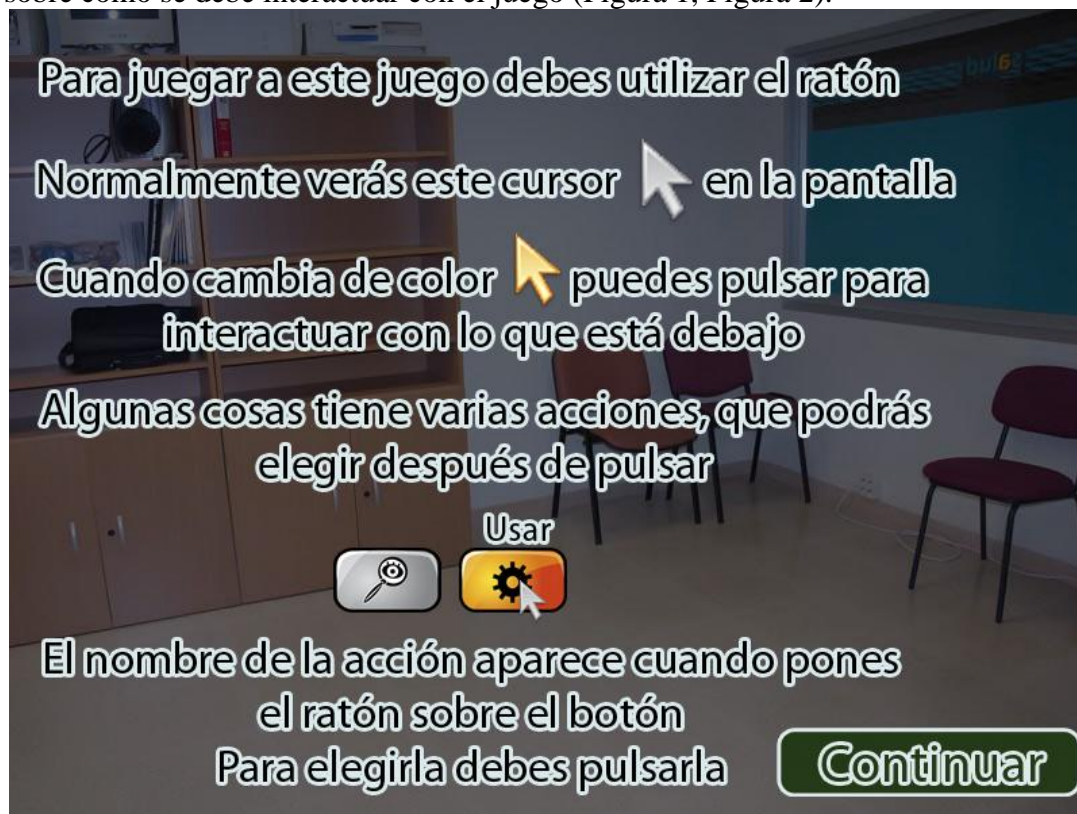 sobre cómo se debe interactuar con el juego (Figura 1, Figura 2).
Para juegar a este juego debes utilizar el ratón
Normalmente verás este cursor en la pantalla
Cuando cambia de color puedes pulsar para
interactuar con lo que está debajo
Algunas cosas tiene varias acciones, que podrás
elegir después de pulsar
Usar
El nombre de la acción aparece cuando pones
el ratón sobre el botón
Para elegirla debes pulsarla
Continuar